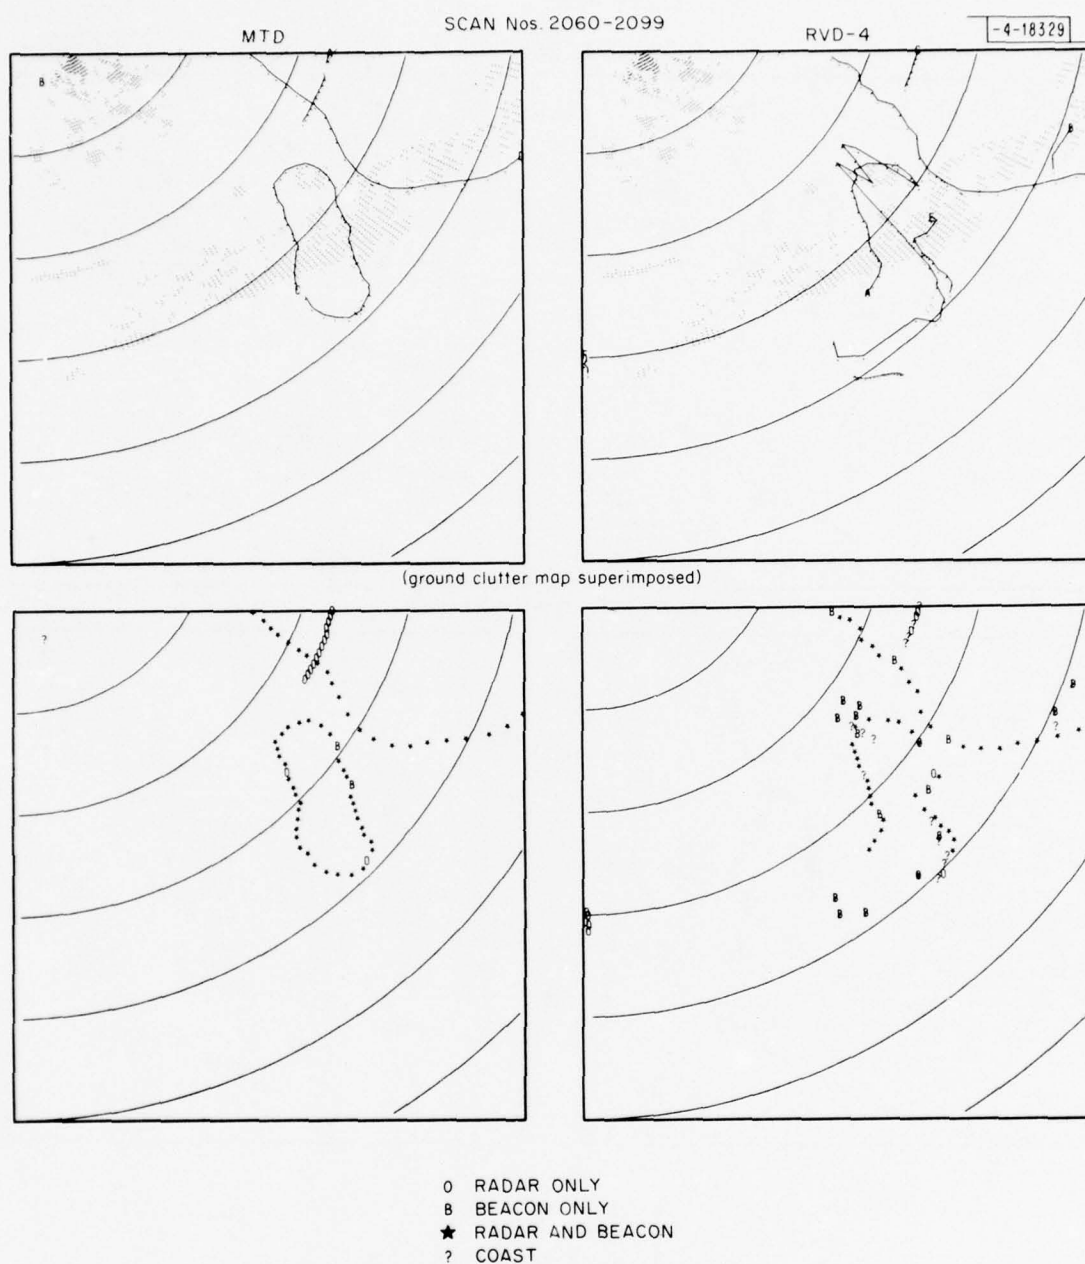 SCAN Nos. 2060-2099
-4-18329
MTD
RVD-4
(ground clutter map superimposed)
O RADAR ONLY
B BEACON ONLY
★ RADAR AND BEACON
? COAST